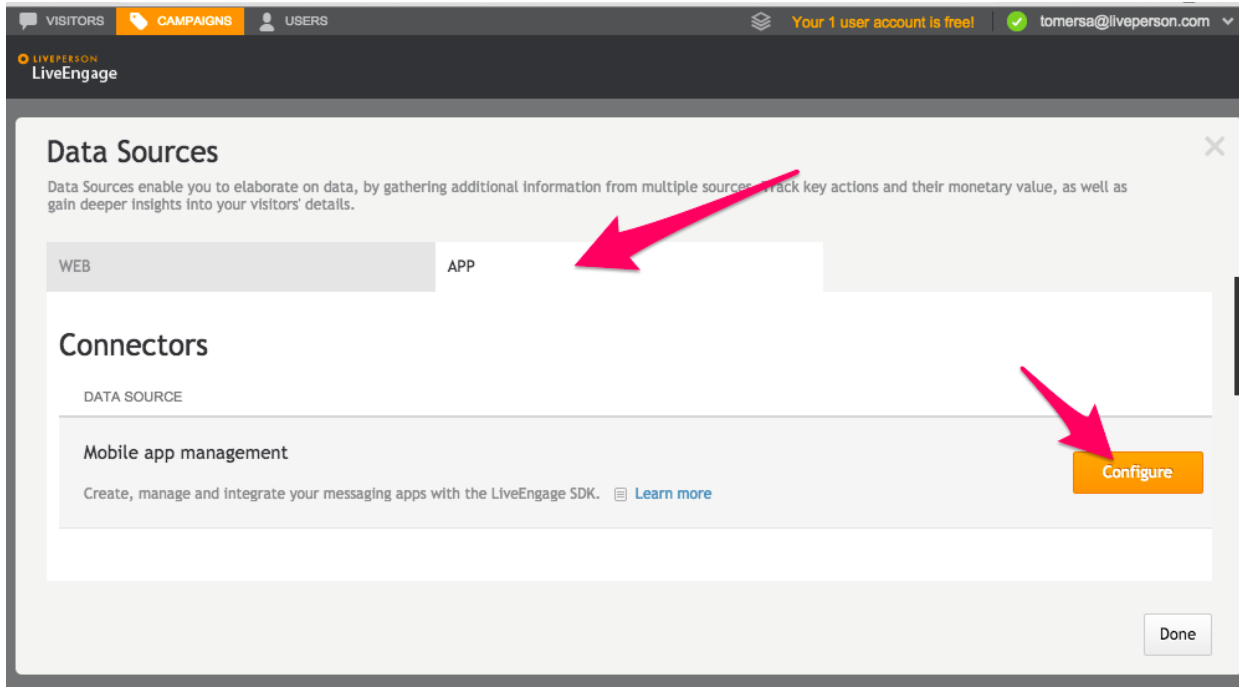 VISITORS CAMPAIGNS USERS Your 1 user account is free! tomersa@liveperson.com
LIVEPERSON
LiveEngage
Data Sources
Data Sources enable you to elaborate on data, by gathering additional information from multiple sources. Track key actions and their monetary value, as well as
gain deeper insights into your visitors' details.
WEB APP
Connectors
DATA SOURCE
Mobile app management
Configure
Create, manage and integrate your messaging apps with the LiveEngage SDK. Learn more
Done